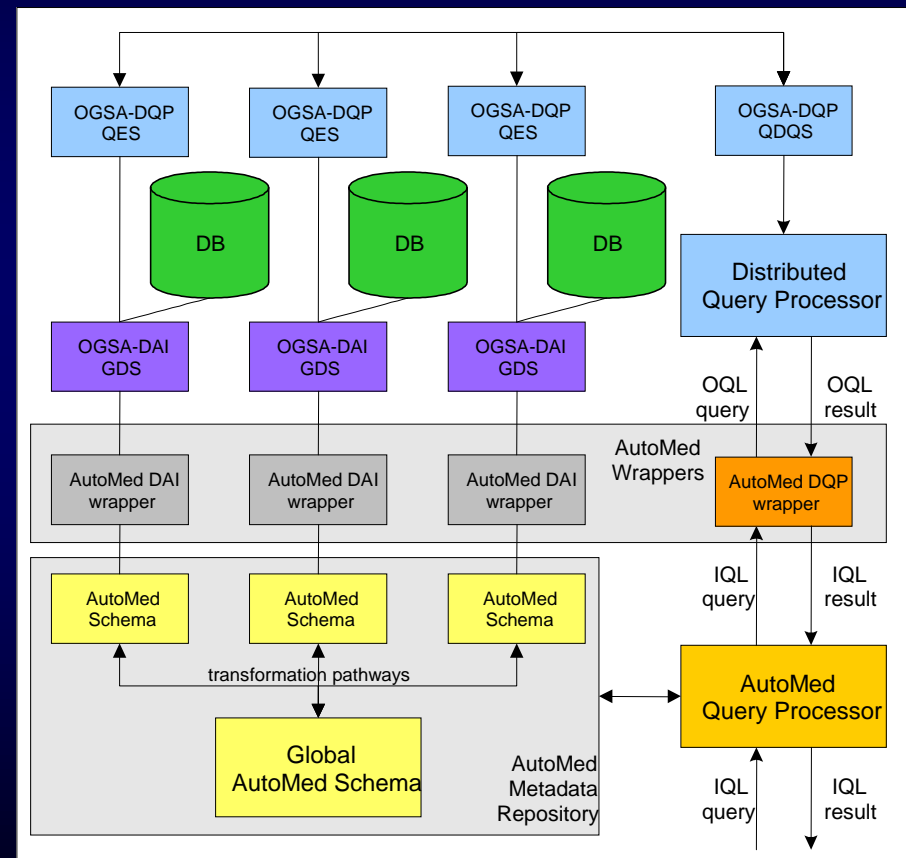 OGSA-DQP
QES
OGSA-DQP
QES
OGSA-DQP
QES
OGSA-DQP
QDQS
DB
DB
DB
Distributed
Query Processor
OGSA-DAI
GDS
OGSA-DAI
GDS
OGSA-DAI
GDS
OQL
query
OQL
result
AutoMed
Wrappers
AutoMed DAI
wrapper
AutoMed DAI
wrapper
AutoMed DAI
wrapper
AutoMed DQP
wrapper
IQL
query
IQL
result
AutoMed
Schema
AutoMed
Schema
AutoMed
Schema
transformation pathways
AutoMed
Query Processor
Global
AutoMed Schema
AutoMed
Metadata
Repository
IQL
query
IQL
result